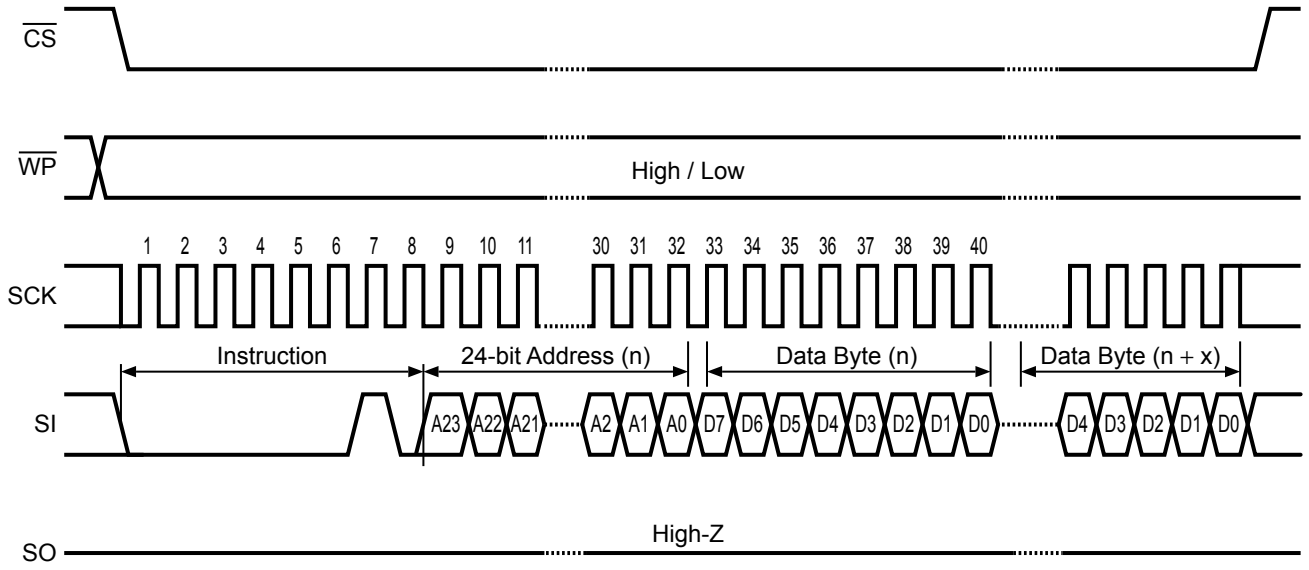 CS
WP
High / Low
1 2 3 4 5 6 7 8 9 10 11 30 31 32 33 34 35 36 37 38 39 40
SCK
Instruction 24-bit Address (n) Data Byte (n) Data Byte (n + x)
SI A23 A22 A21 A2 A1 A0 D7 D6 D5 D4 D3 D2 D1 D0 D4 D3 D2 D1 D0
High-Z
SO